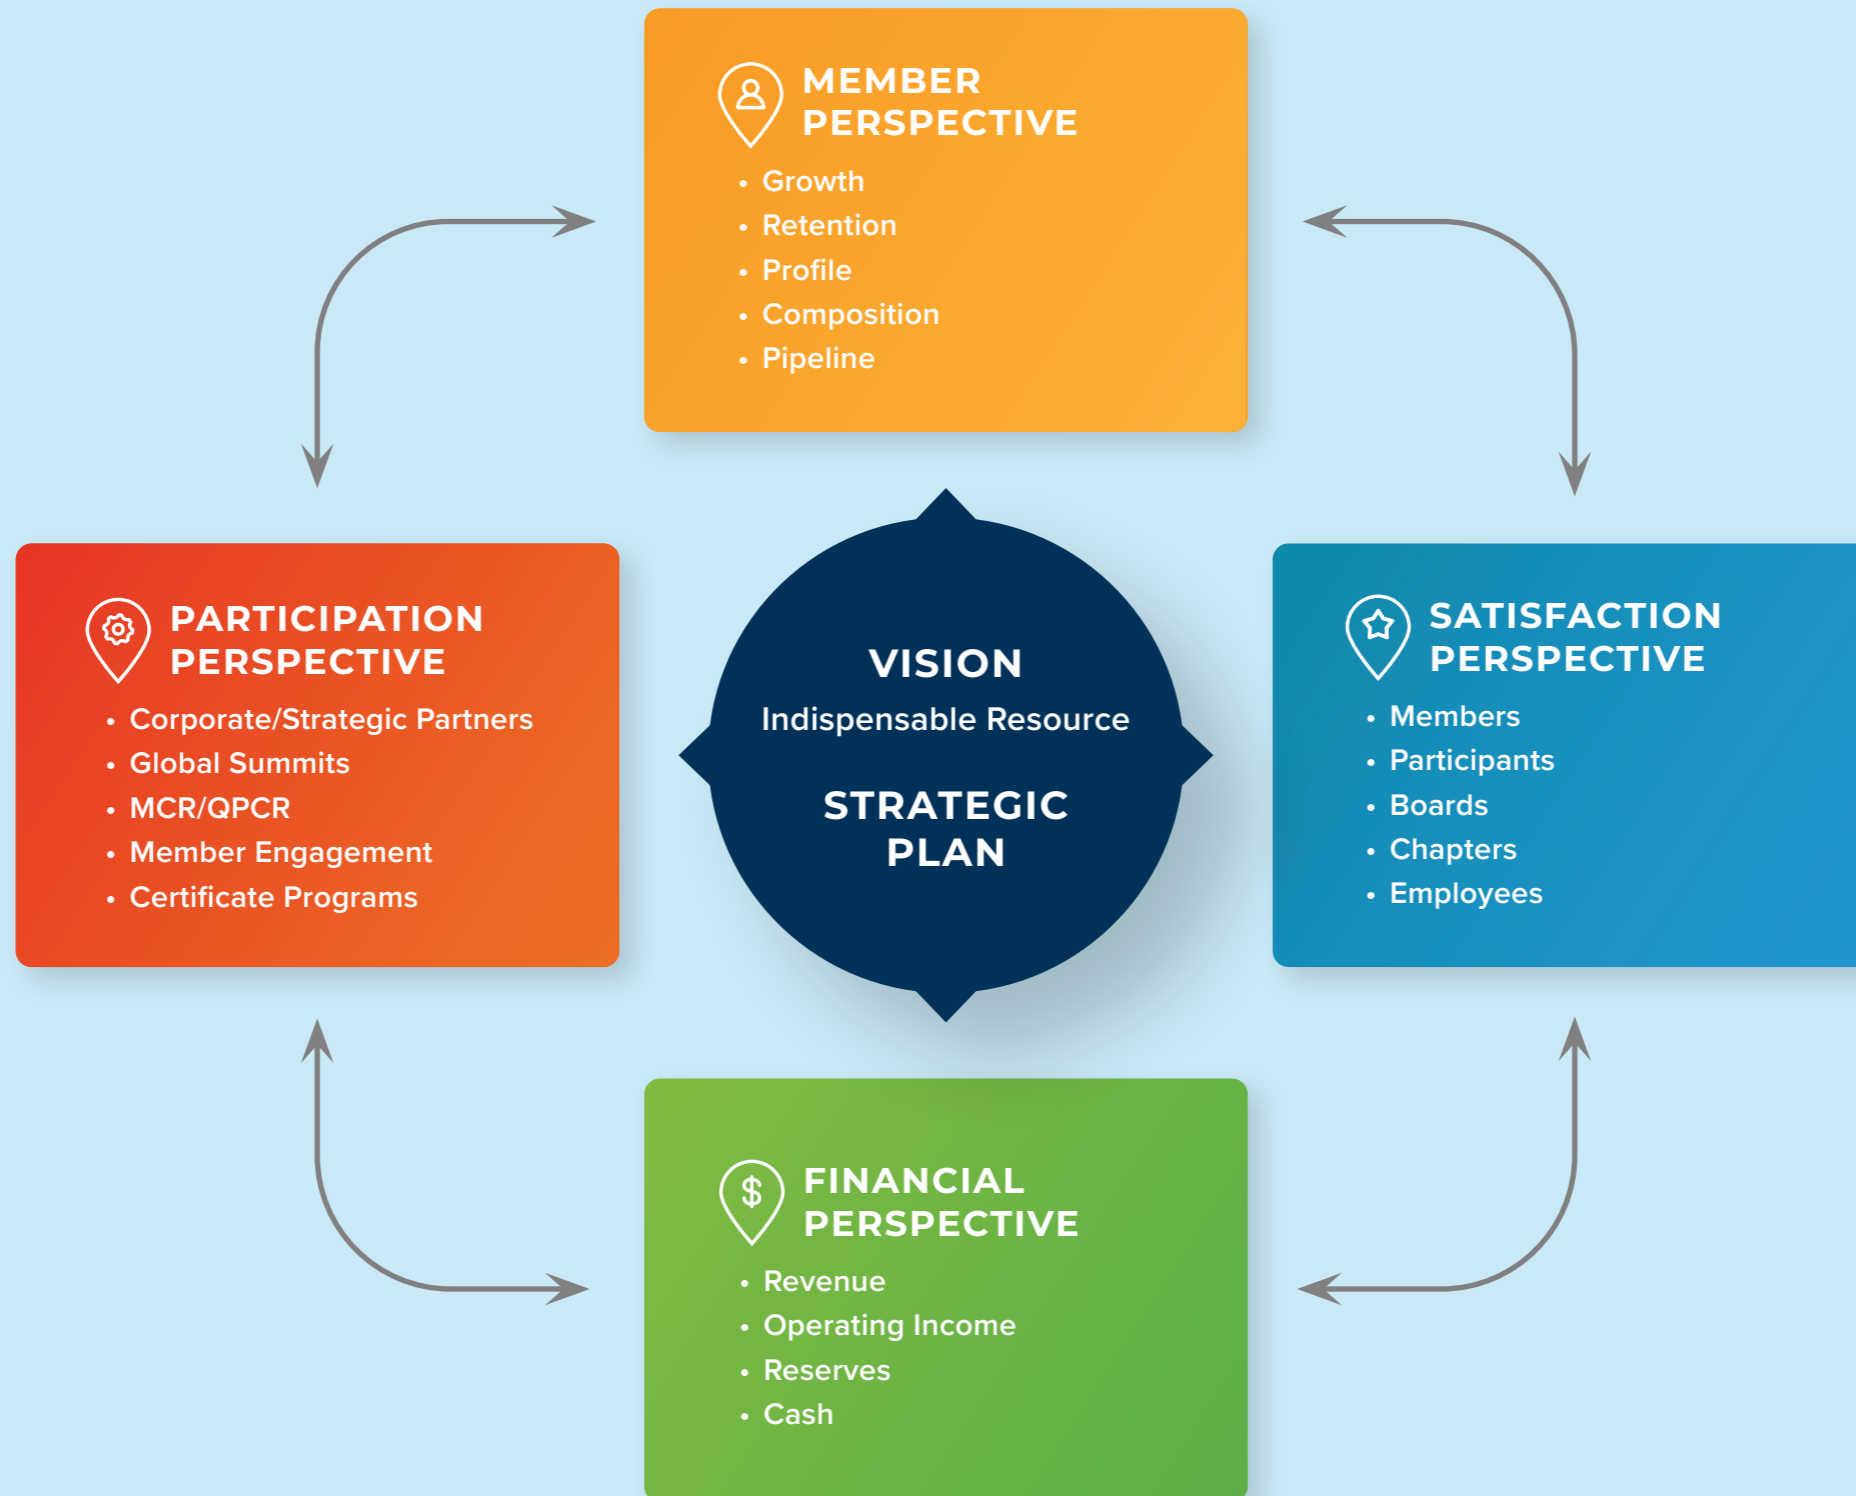 MEMBER
PERSPECTIVE
• Growth
• Retention
• Profile
• Composition
• Pipeline
PARTICIPATION
PERSPECTIVE
• Corporate/Strategic Partners
• Global Summits
• MCR/QPCR
• Member Engagement
• Certificate Programs
VISION
Indispensable Resource
STRATEGIC
PLAN
SATISFACTION
PERSPECTIVE
• Members
• Participants
• Boards
• Chapters
• Employees
$
FINANCIAL
PERSPECTIVE
• Revenue
• Operating Income
• Reserves
• Cash